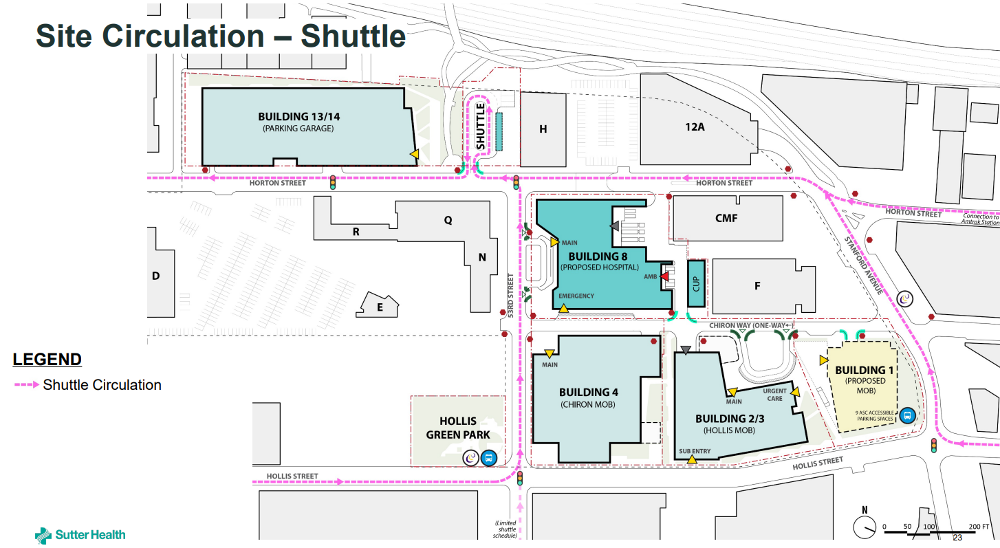 Site Circulation – Shuttle
BUILDING 13/14
(PARKING GARAGE)
SHUTTLE
H
12A
HORTON STREET
HORTON STREET
HORTON STREET
Connection to
Amtrak Station
R
Q
N
D
E
53RD STREET
MAIN
BUILDING 8
(PROPOSED HOSPITAL)
AMB
EMERGENCY
CUP
CMF
F
STANFORD AVENUE
CHIRON WAY (ONE-WAY←)
LEGEND
Shuttle Circulation
MAIN
BUILDING 4
(CHIRON MOB)
MAIN
URGENT
CARE
BUILDING 2/3
(HOLLIS MOB)
SUB ENTRY
BUILDING 1
(PROPOSED
MOB)
9 ASC ACCESSIBLE
PARKING SPACES
HOLLIS
GREEN PARK
HOLLIS STREET
HOLLIS STREET
(Limited
shuttle
schedule)
Sutter Health
N
0 50 100 200 FT
23